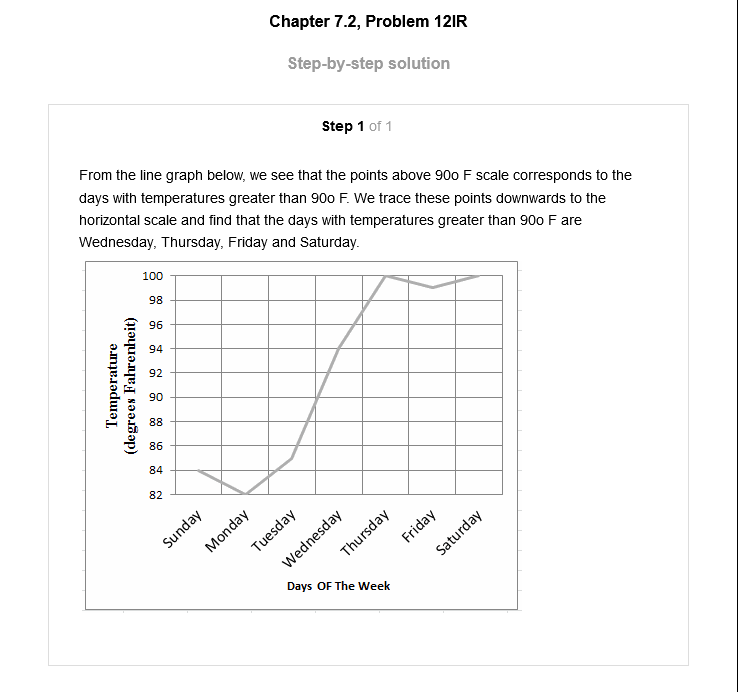 Chapter 7.2, Problem 12IR
Step-by-step solution
Step 1 of 1
From the line graph below, we see that the points above 90o F scale corresponds to the
days with temperatures greater than 90o F. We trace these points downwards to the
horizontal scale and find that the days with temperatures greater than 90o F are
Wednesday, Thursday, Friday and Saturday.
Temperature
(degrees Fahrenheit)
100
98
96
94
92
90
88
86
84
82
Sunday
Monday
Tuesday
Wednesday
Thursday
Friday
Saturday
Days OF The Week